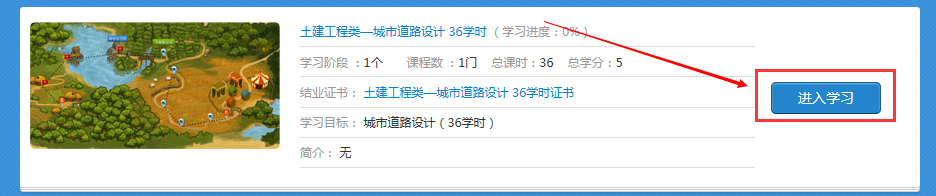 土建工程类—城市道路设计 36学时 （学习进度：0%）
学习阶段 ：1个 课程数 ：1门 总课时：36 总学分：5
结业证书： 土建工程类—城市道路设计 36学时证书
进入学习
学习目标： 城市道路设计（36学时）
简介： 无